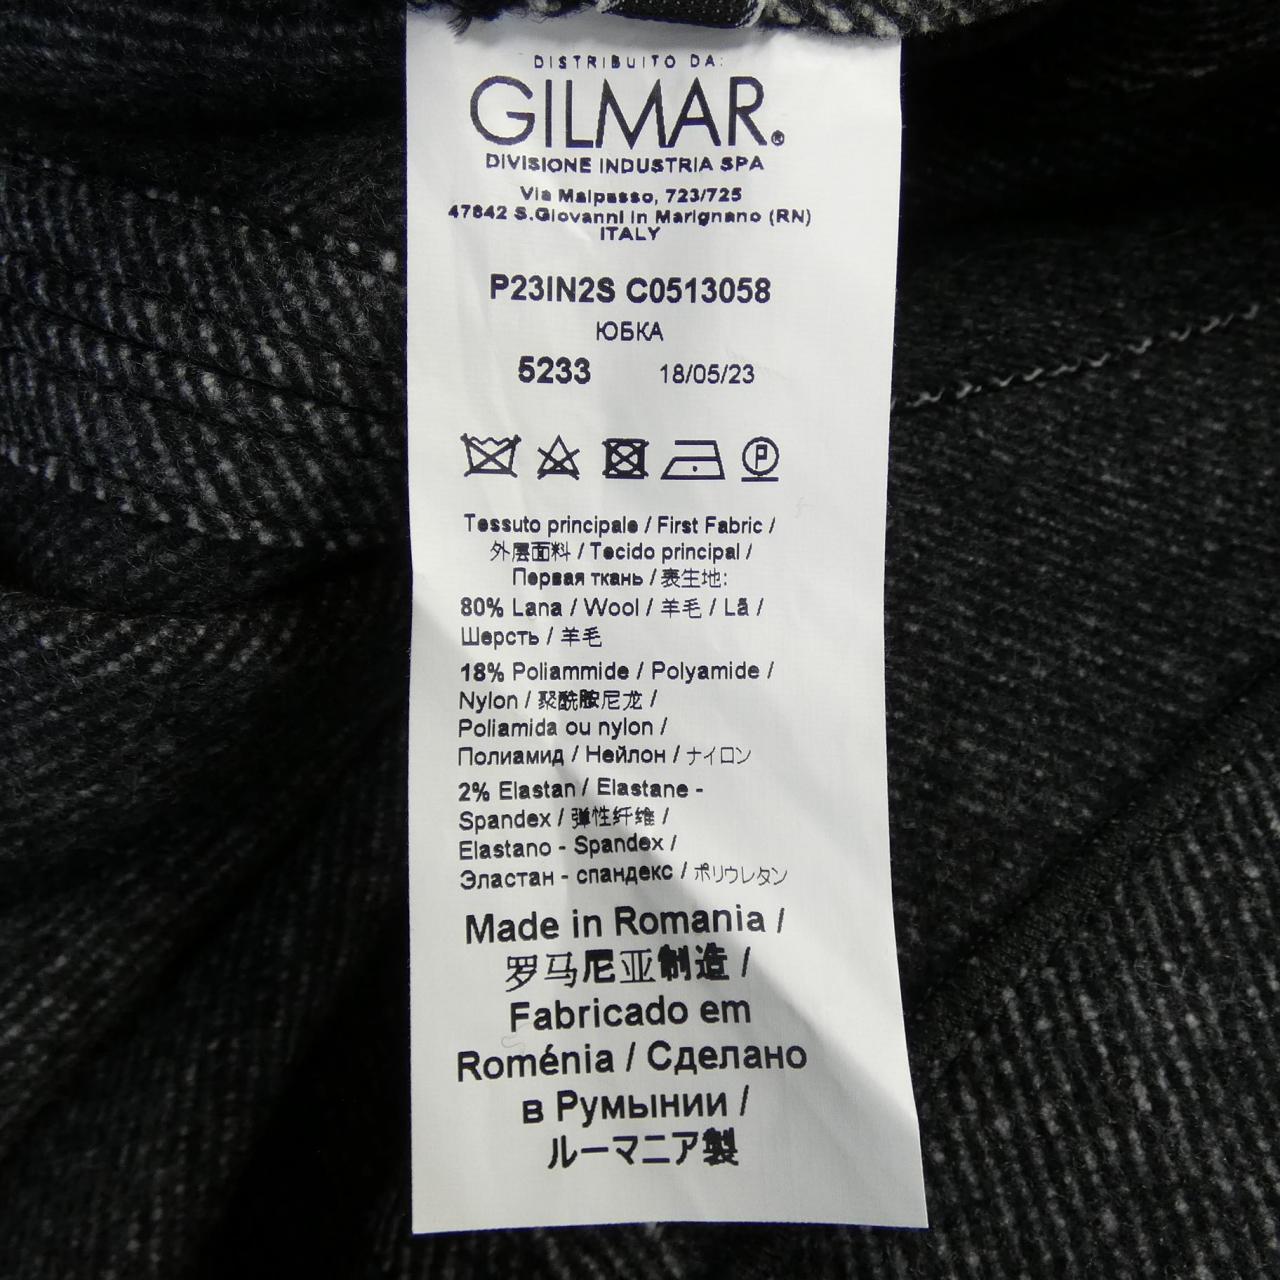 DISTRIBUITO DA:
GILMAR®
DIVISIONE INDUSTRIA SPA
Via Malpasso, 723/725
47842 S.Giovanni in Marignano (RN)
ITALY
P23IN2S C0513058
ЮБКА
5233 18/05/23
P
Tessuto principale / First Fabric /
外层面料 / Tecido principal /
Первая ткань / 表生地:
80% Lana / Wool / 羊毛 / Lã /
Шерсть / 羊毛
18% Poliammide / Polyamide /
Nylon / 聚酰胺尼龙 /
Poliamida ou nylon /
Полиамид / Нейлон / ナイロン
2% Elastan / Elastane -
Spandex / 弹性纤维 /
Elastano - Spandex /
Эластан - спандекс / ポリウレタン
Made in Romania /
罗马尼亚制造 /
Fabricado em
Roménia / Сделано
в Румынии /
ルーマニア製